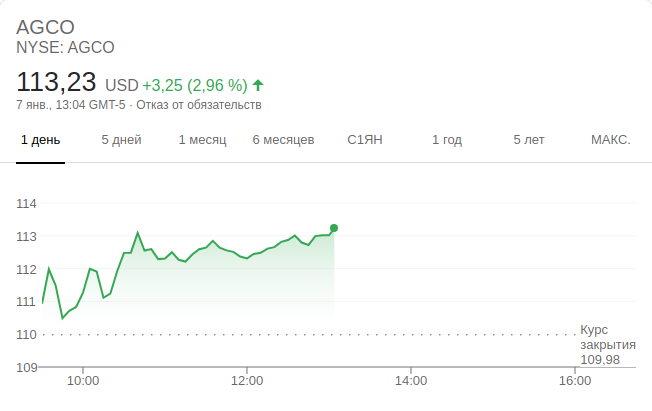 AGCO
NYSE: AGCO
113,23 USD +3,25 (2,96 %)
7 янв., 13:04 GMT-5 · Отказ от обязательств
1 день 5 дней 1 месяц 6 месяцев С1ЯН 1 год 5 лет МАКС.
114
113
112
111
110
109
Курс
закрытия
109,98
10:00 12:00 14:00 16:00